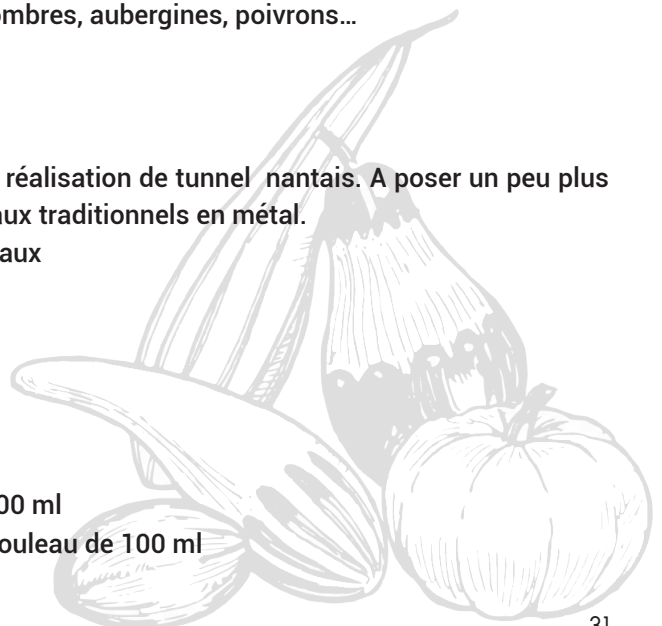 ombres, aubergines, poivrons…
réalisation de tunnel nantais. A poser un peu plus
aux traditionnels en métal.
aux
00 ml
ouleau de 100 ml
31